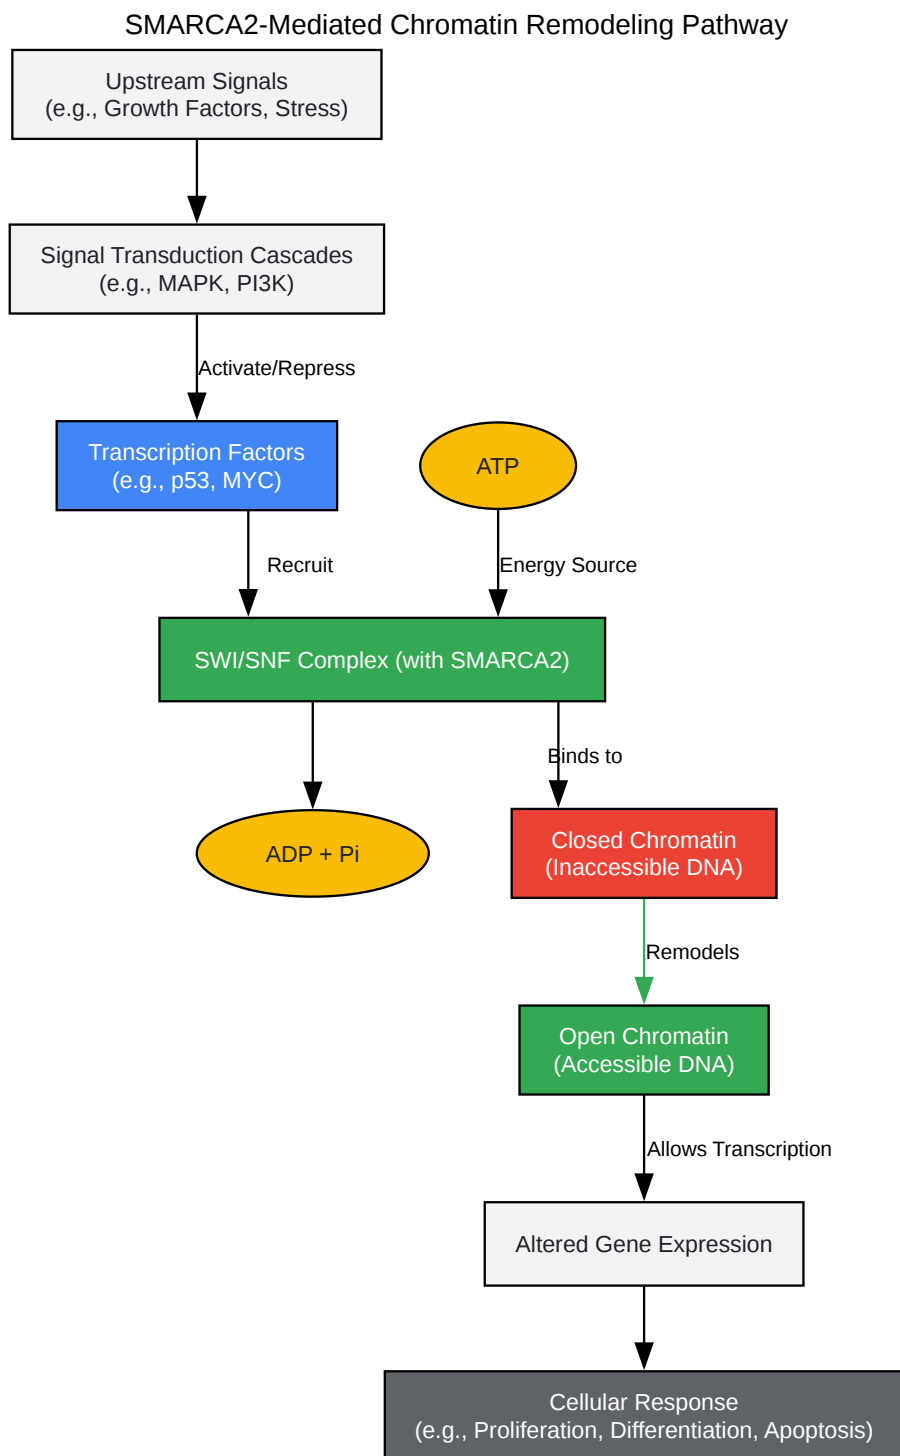 SMARCA2-Mediated Chromatin Remodeling Pathway
Upstream Signals
(e.g., Growth Factors, Stress)
Signal Transduction Cascades
(e.g., MAPK, PI3K)
Activate/Repress
Transcription Factors
(e.g., p53, MYC)
ATP
Recruit
Energy Source
SWI/SNF Complex (with SMARCA2)
Binds to
ADP + Pi
Closed Chromatin
(Inaccessible DNA)
Remodels
Open Chromatin
(Accessible DNA)
Allows Transcription
Altered Gene Expression
Cellular Response
(e.g., Proliferation, Differentiation, Apoptosis)